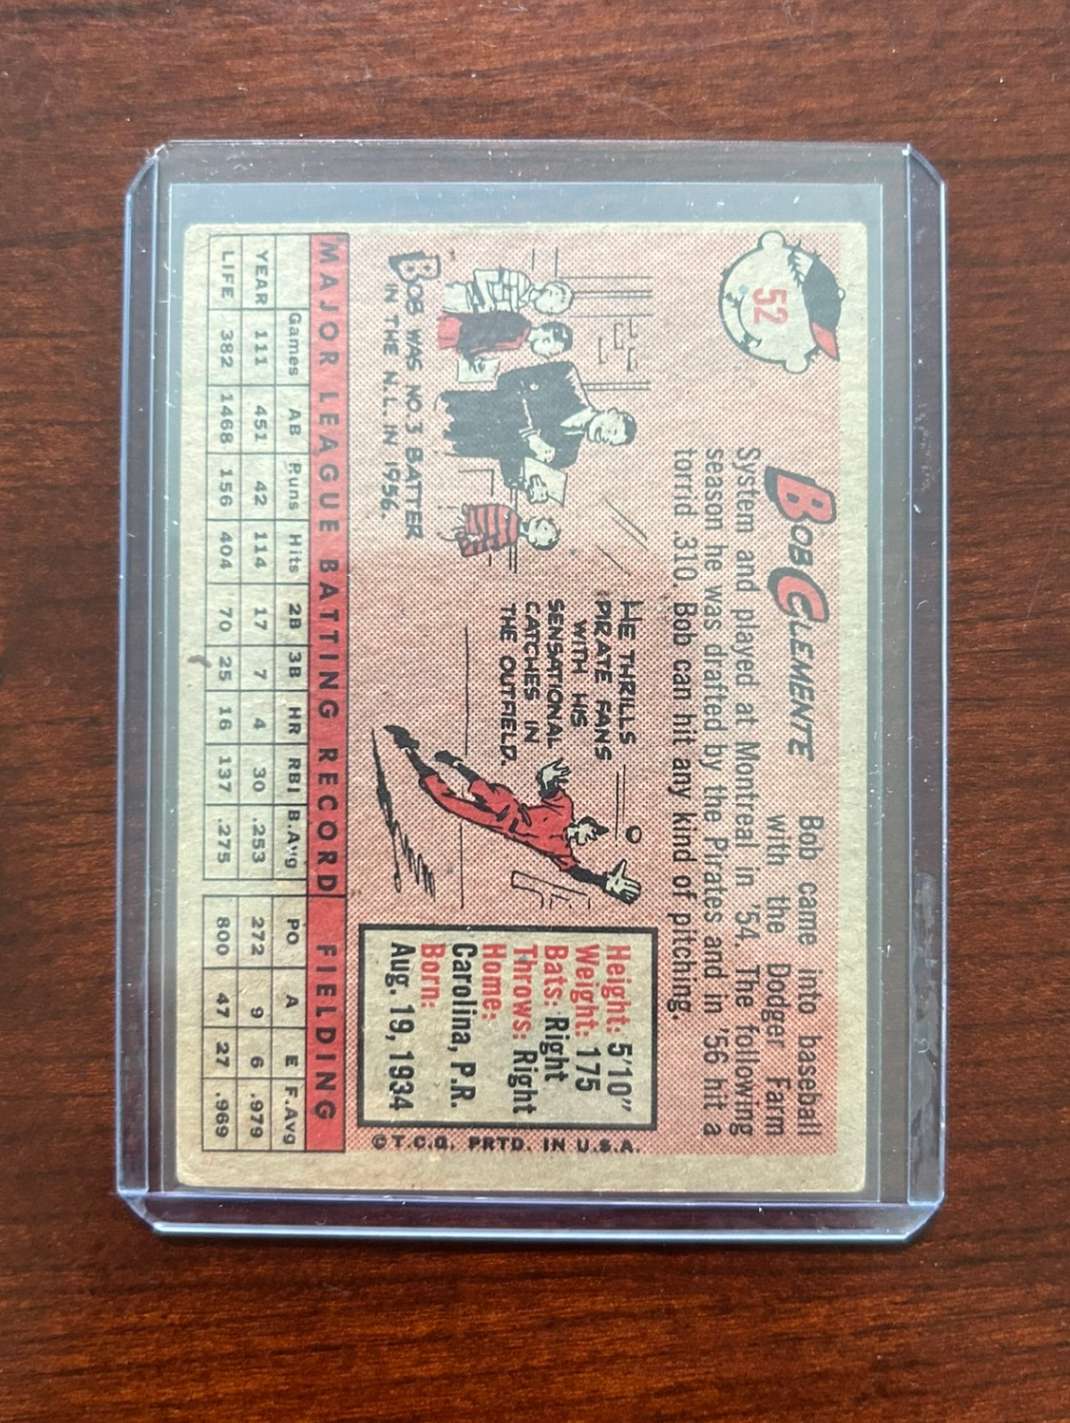 52
BOB CLEMENTE
Bob came into baseball
with the Dodger Farm
System and played at Montreal in '54. The following
season he was drafted by the Pirates and in '56 hit a
torrid .310. Bob can hit any kind of pitching.
BOB WAS NO. 3 BATTER
IN THE N.L. IN 1956.
HE THRILLS
PIRATE FANS
WITH HIS
SENSATIONAL
CATCHES IN
THE OUTFIELD.
Height: 5'10"
Weight: 175
Bats: Right
Throws: Right
Home:
Carolina, P.R.
Born:
Aug. 19, 1934
©T.C.G. PRTD. IN U.S.A.
MAJOR LEAGUE BATTING RECORD FIELDING
Games AB Runs Hits 2B 3B HR RBI B.Avg PO A E F.Avg
YEAR 111 451 42 114 17 7 4 30 .253 272 9 6 .979
LIFE 382 1468 156 404 70 25 16 137 .275 800 47 27 .969